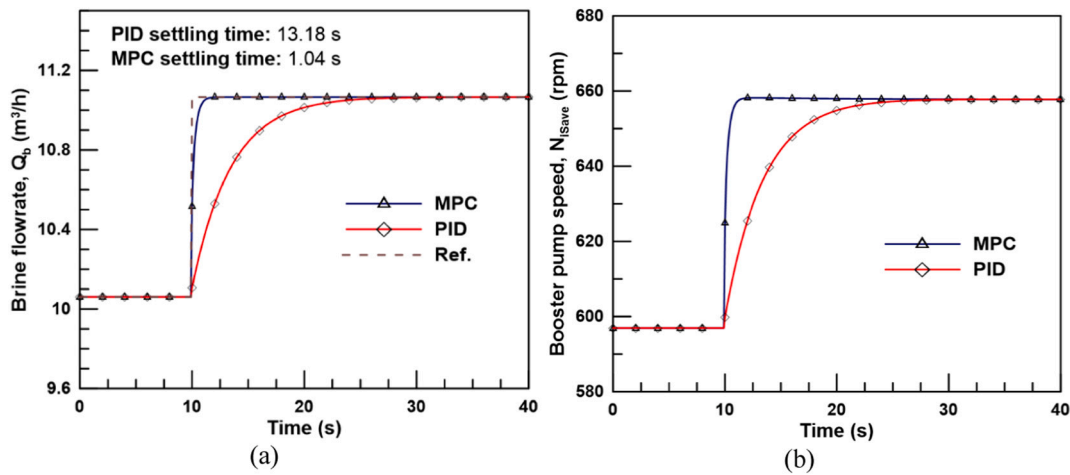 PID settling time: 13.18 s
MPC settling time: 1.04 s
11.2
10.8
10.4
10
9.6
Brine flowrate, Q_b (m³/h)
MPC
PID
Ref.
0 10 20 30 40
Time (s)
(a)
680
660
640
620
600
580
Booster pump speed, N_Isave (rpm)
MPC
PID
0 10 20 30 40
Time (s)
(b)